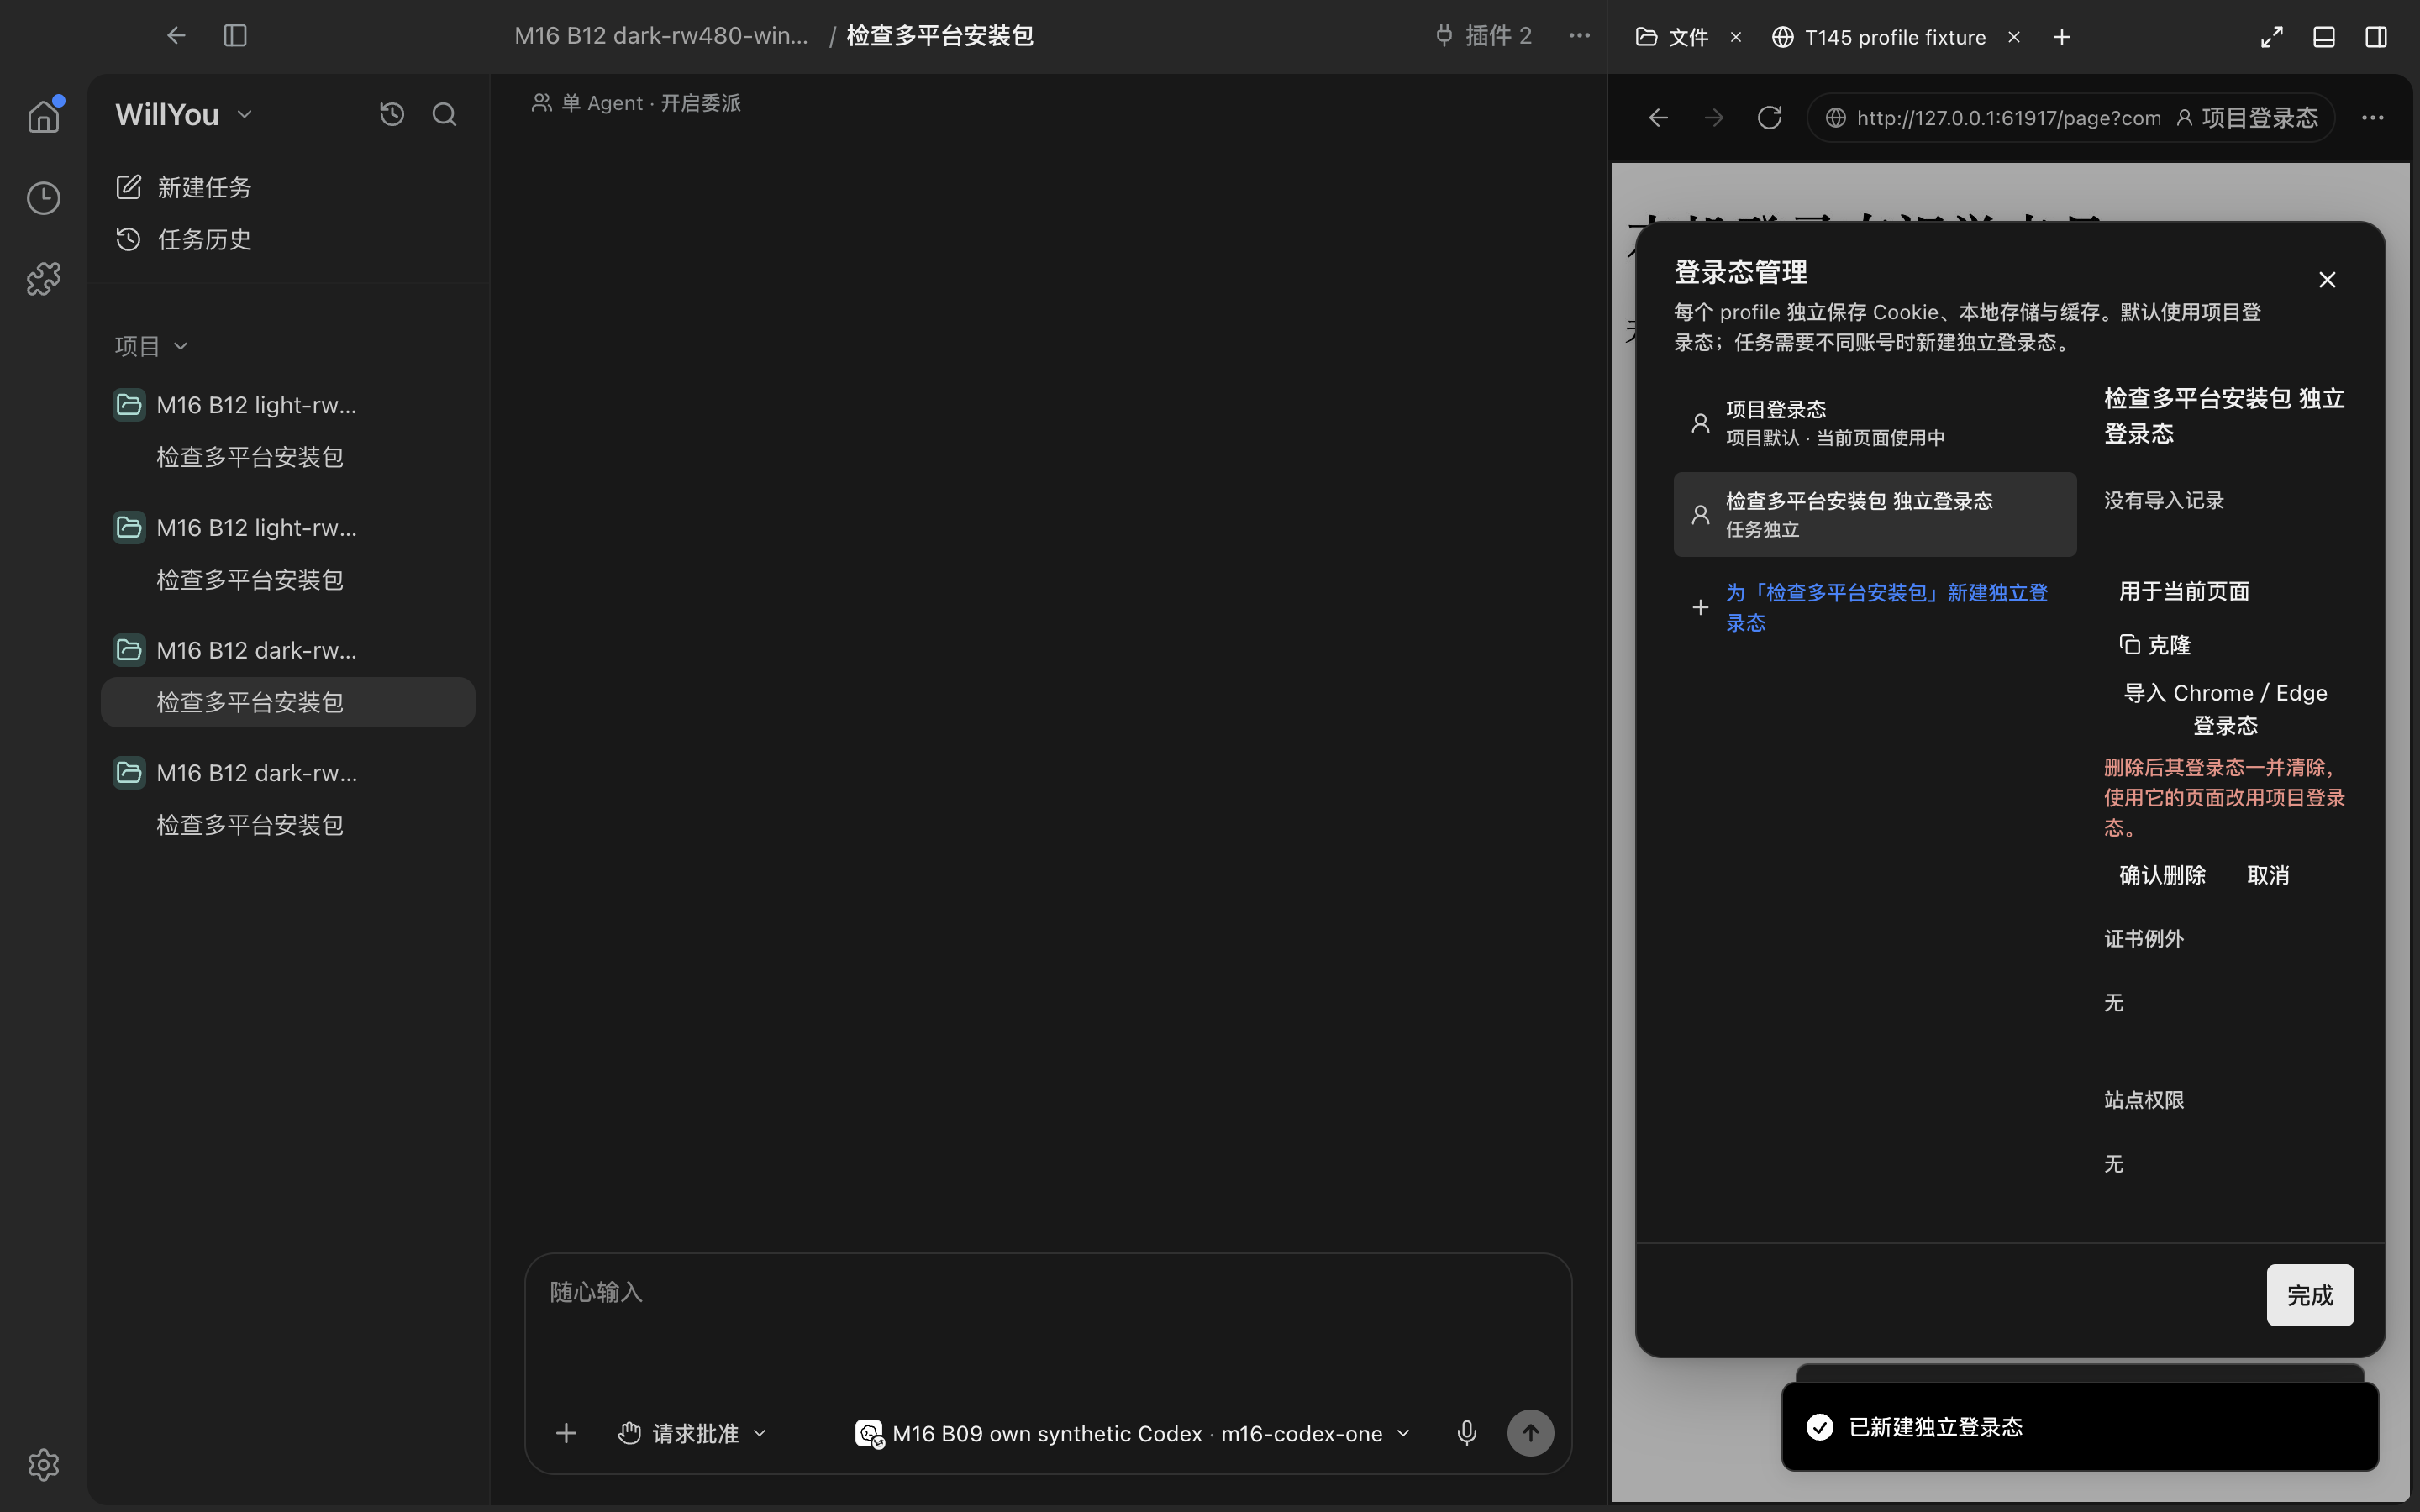 M16 B12 dark-rw480-win... / 检查多平台安装包
插件 2
文件
T145 profile fixture
WillYou
新建任务
任务历史
项目
M16 B12 light-rw...
检查多平台安装包
M16 B12 light-rw...
检查多平台安装包
M16 B12 dark-rw...
检查多平台安装包
M16 B12 dark-rw...
检查多平台安装包
单 Agent · 开启委派
随心输入
请求批准
M16 B09 own synthetic Codex · m16-codex-one
http://127.0.0.1:61917/page?com
项目登录态
登录态管理
每个 profile 独立保存 Cookie、本地存储与缓存。默认使用项目登
录态；任务需要不同账号时新建独立登录态。
项目登录态
项目默认 · 当前页面使用中
检查多平台安装包 独立登录态
任务独立
为「检查多平台安装包」新建独立登
录态
检查多平台安装包 独立
登录态
没有导入记录
用于当前页面
克隆
导入 Chrome / Edge
登录态
删除后其登录态一并清除，
使用它的页面改用项目登录
态。
确认删除 取消
证书例外
无
站点权限
无
完成
已新建独立登录态